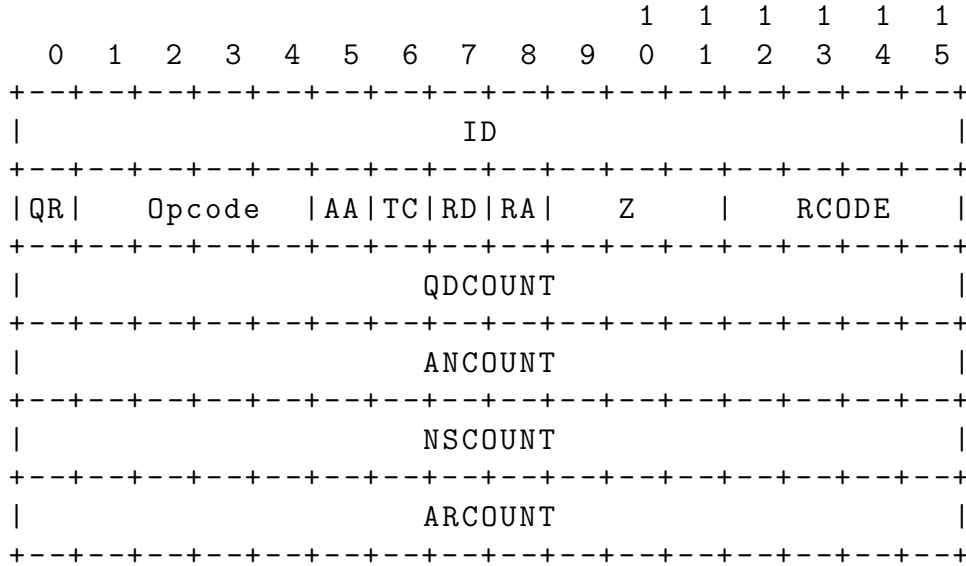 1  1  1  1  1  1
  0  1  2  3  4  5  6  7  8  9  0  1  2  3  4  5
+--+--+--+--+--+--+--+--+--+--+--+--+--+--+--+--+
|                      ID                       |
+--+--+--+--+--+--+--+--+--+--+--+--+--+--+--+--+
|QR|   Opcode  |AA|TC|RD|RA|   Z    |   RCODE   |
+--+--+--+--+--+--+--+--+--+--+--+--+--+--+--+--+
|                    QDCOUNT                    |
+--+--+--+--+--+--+--+--+--+--+--+--+--+--+--+--+
|                    ANCOUNT                    |
+--+--+--+--+--+--+--+--+--+--+--+--+--+--+--+--+
|                    NSCOUNT                    |
+--+--+--+--+--+--+--+--+--+--+--+--+--+--+--+--+
|                    ARCOUNT                    |
+--+--+--+--+--+--+--+--+--+--+--+--+--+--+--+--+